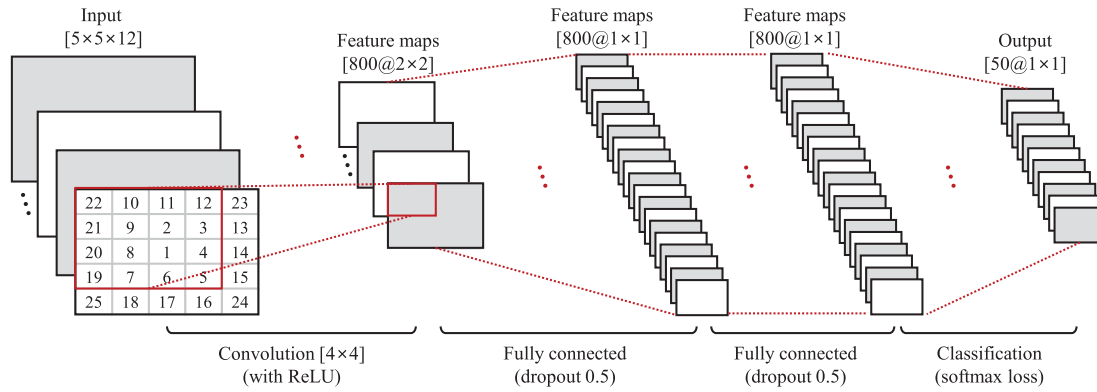 Input
[5×5×12]
Feature maps
[800@2×2]
Feature maps
[800@1×1]
Feature maps
[800@1×1]
Output
[50@1×1]
22 10 11 12 23
21 9 2 3 13
20 8 1 4 14
19 7 6 5 15
25 18 17 16 24
Convolution [4×4]
(with ReLU)
Fully connected
(dropout 0.5)
Fully connected
(dropout 0.5)
Classification
(softmax loss)